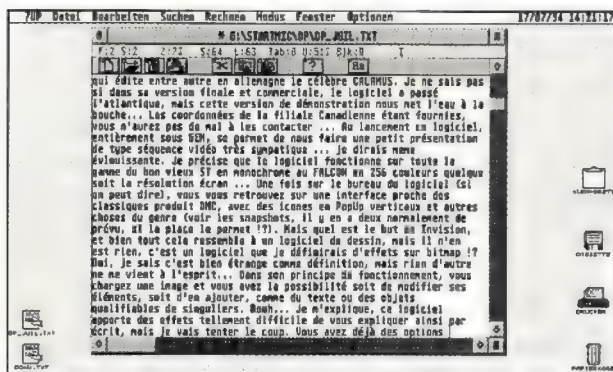 7UP Datei Bearbeiten Suchen Rechnen Modus Fenster Optionen 17/07/94 14:21:17
* G:\STARTMIC\DP\DP_JUIL.TXT
qui édite entre autre en allemagne le célèbre CALAMUS. Je ne sais pas
si dans sa version finale et commerciale, le logiciel a passé
l'atlantique, mais cette version de démonstration nous met l'eau à la
bouche... Les coordonnées de la filiale Canadienne étant fournies,
vous n'aurez pas de mal à les contacter ... Au lancement du logiciel,
entièrement sous GEM, se permet de nous faire une petit présentation
de type séquence vidéo très sympatique ... je dirais meme
évlouissante. Je précise que le logiciel fonctionne sur toute la
gamme du bon vieux ST en monochrome au FALCON en 256 couleurs quelque
soit la résolution écran ... Une fois sur le bureau du logiciel (si
on peut dire), vous vous retrouvez sur une interface proche des
classiques produit DMC, avec des icones en PopUp verticaux et autres
choses du genre (voir les snapshots, il y en a deux normalement de
prévu, si la place le permet !?). Mais quel est le but de Invision,
et bien tout cela ressemble à un logiciel de dessin, mais il n'en
est rien, c'est un logiciel que je définirais d'effets sur bitmap !?
Oui, je sais c'est bien étrange comme définition, mais rien d'autre
ne me vient à l'esprit... Dans son principe de fonctionnement, vous
chargez une image et vous avez la possibilité soit de modifier ses
éléments, soit d'en ajouter, comme du texte ou des objets
qualifiables de singuliers. Bouh... Je m'explique, ce logiciel
apporte des effets tellement difficile de vous expliquer ainsi par
écrit, mais je vais tenter le coup. Vous avez déjà des options
DP_JUIL.TXT
DISKETTE
DRUCKER
PAPIERKORB